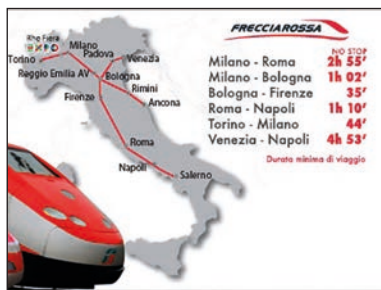 Rho Fiera
Milano
Padova
Torino
Venezia
Reggio Emilia AV
Bologna
Rimini
Firenze
Ancona
Roma
Napoli
Salerno
FRECCIAROSSA
NO STOP
Milano - Roma 2h 55'
Milano - Bologna 1h 02'
Bologna - Firenze 35'
Roma - Napoli 1h 10'
Torino - Milano 44'
Venezia - Napoli 4h 53'
Durata minima di viaggio